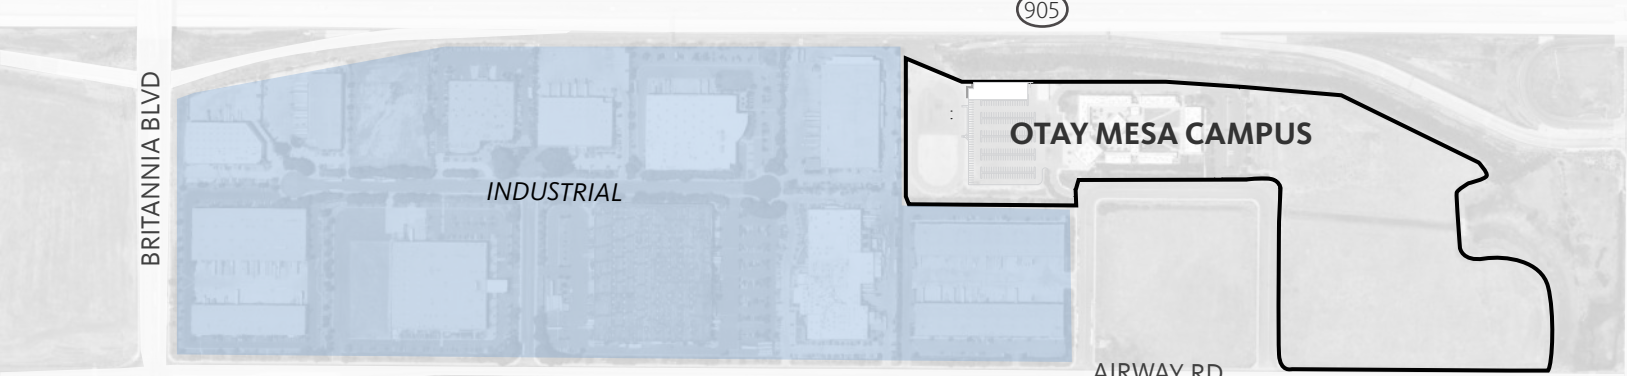 905
BRITANNIA BLVD
OTAY MESA CAMPUS
INDUSTRIAL
AIRWAY RD